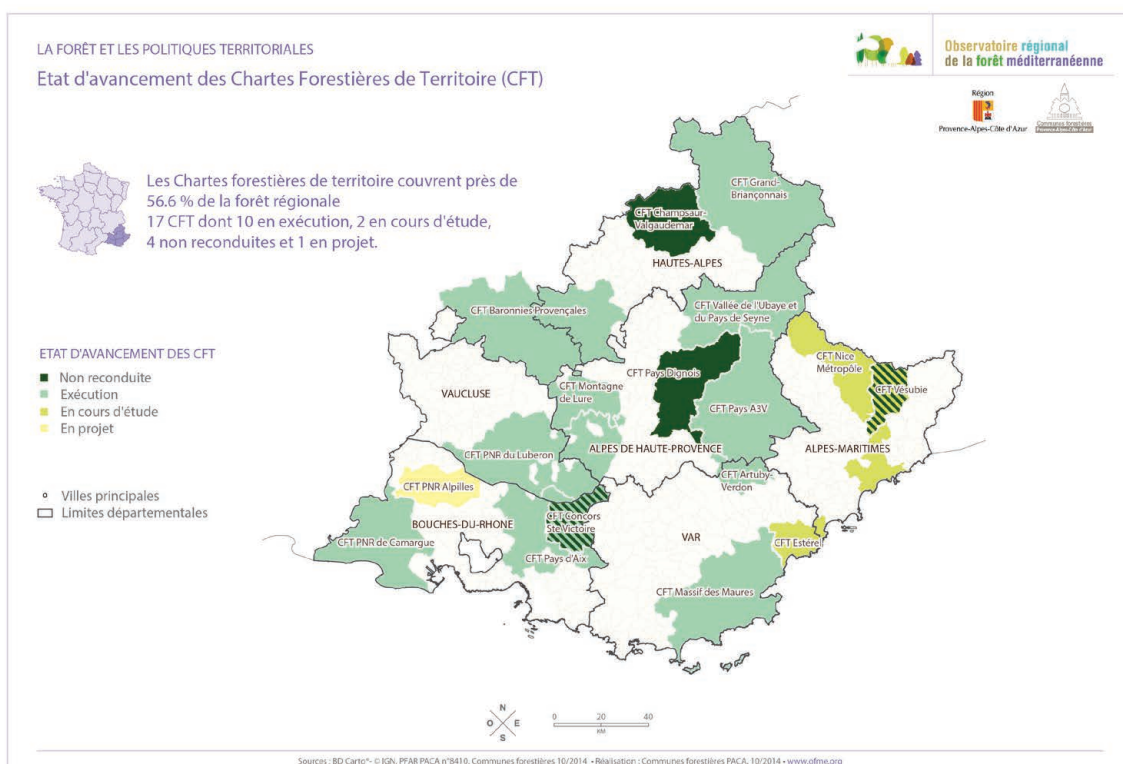 LA FORÊT ET LES POLITIQUES TERRITORIALES
Etat d'avancement des Chartes Forestières de Territoire (CFT)
Observatoire régional
de la forêt méditerranéenne
Région
Provence-Alpes-Côte d'Azur
Communes forestières
Provence-Alpes-Côte d'Azur
Les Chartes forestières de territoire couvrent près de
56.6 % de la forêt régionale
17 CFT dont 10 en exécution, 2 en cours d'étude,
4 non reconduites et 1 en projet.
CFT Grand-
Briançonnais
CFT Champsaur-
Valgaudemar
HAUTES-ALPES
CFT Baronnies Provençales
CFT Vallée de l'Ubaye et
du Pays de Seyne
ETAT D'AVANCEMENT DES CFT
Non reconduite
Exécution
En cours d'étude
En projet
Villes principales
Limites départementales
CFT Nice
Métropole
CFT Vésubie
CFT Pays Dignois
CFT Montagne
de Lure
VAUCLUSE
CFT Pays A3V
CFT PNR du Luberon
ALPES DE HAUTE-PROVENCE
ALPES-MARITIMES
CFT Artuby-
Verdon
CFT PNR Alpilles
CFT Concors
Ste Victoire
BOUCHES-DU-RHONE
VAR
CFT PNR de Camargue
CFT Pays d'Aix
CFT Estérel
CFT Massif des Maures
N
O E
S
0 20 40
KM
Sources : BD Carto®- © IGN, PFAR PACA n°8410, Communes forestières 10/2014 • Réalisation : Communes forestières PACA, 10/2014 • www.ofme.org